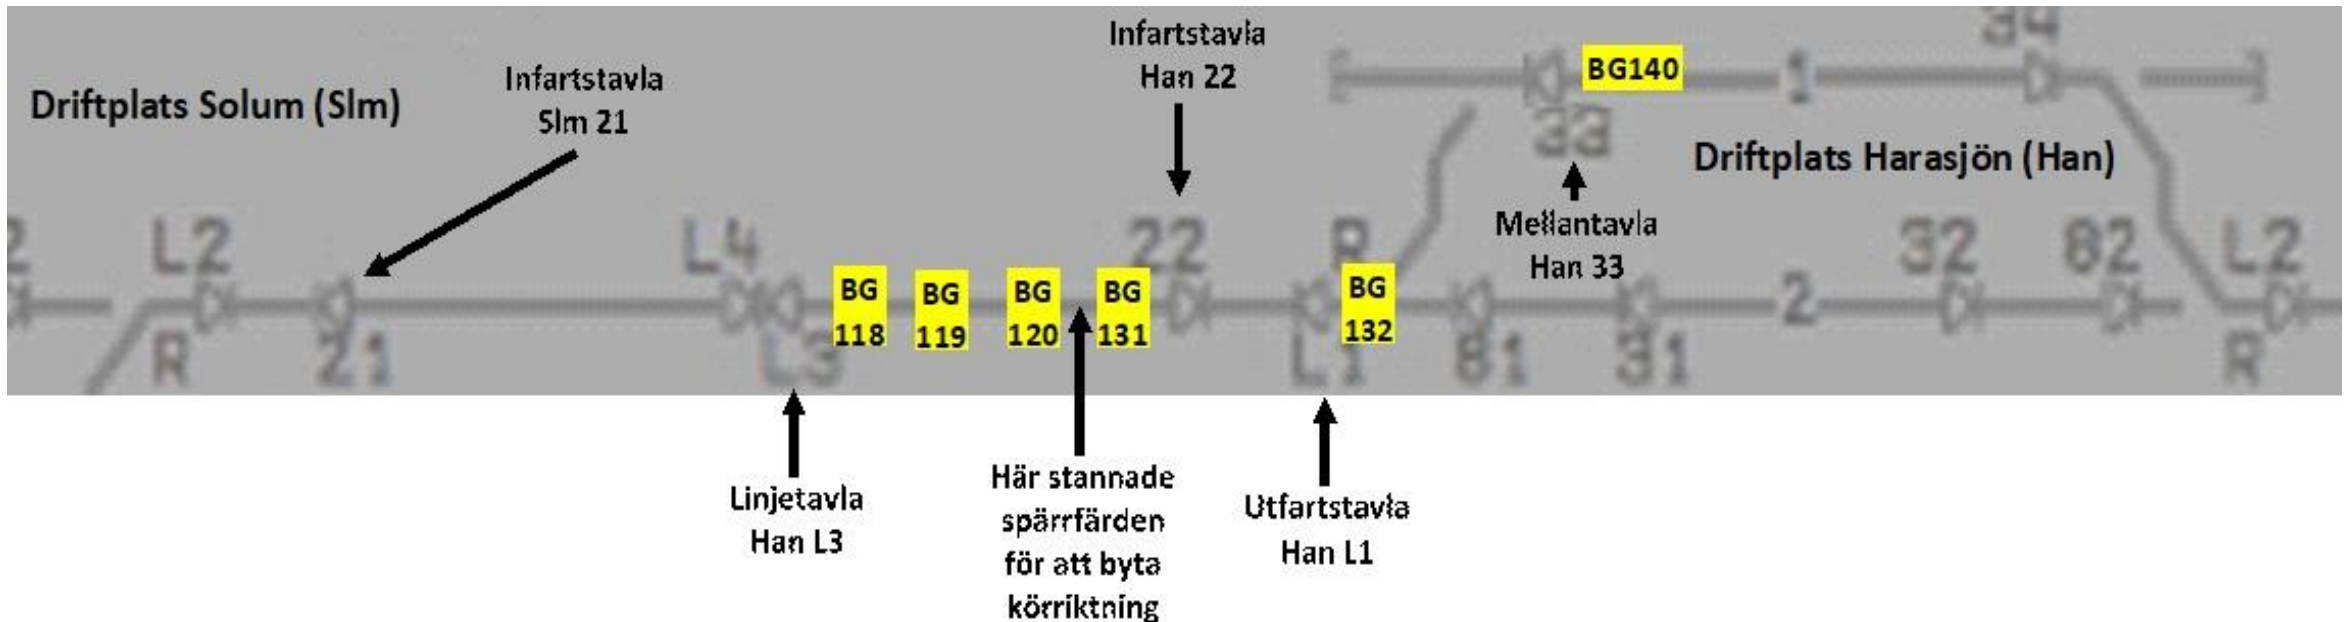 Infartstavla
Han 22
34
BG140
1
Infartstavla
Slm 21
Driftplats Solum (Slm)
33
Driftplats Harasjön (Han)
Mellantavla
Han 33
2
L2
L4
22
R
32
82
L2
BG
118
BG
119
BG
120
BG
131
BG
132
2
R
21
L3
L1
81
31
R
Linjetavla
Han L3
Här stannade
spärrfärden
för att byta
körriktning
Utfartstavla
Han L1